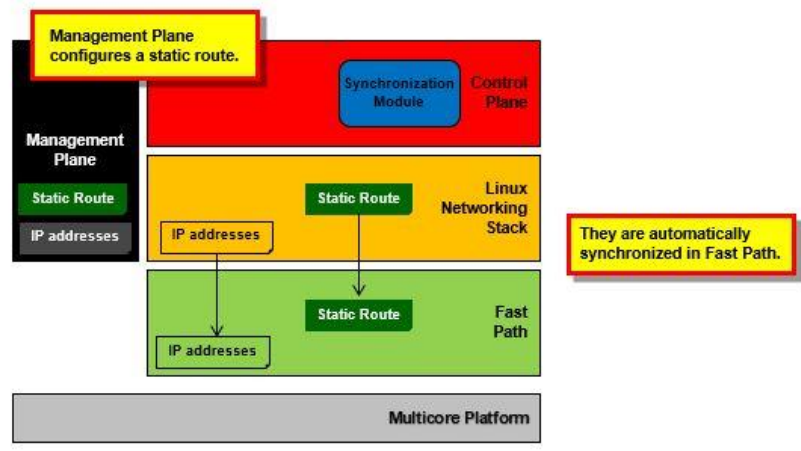 Management Plane
configures a static route.
Synchronization
Module
Control
Plane
Management
Plane
Static Route
IP addresses
Static Route
IP addresses
Linux
Networking
Stack
They are automatically
synchronized in Fast Path.
Static Route
IP addresses
Fast
Path
Multicore Platform